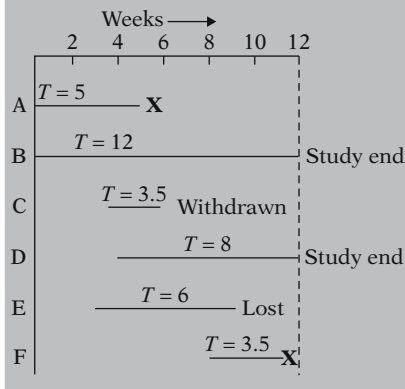 Weeks
2 4 6 8 10 12
T = 5
A X
T = 12
B Study end
T = 3.5
C Withdrawn
T = 8
D Study end
T = 6
E Lost
T = 3.5
F X